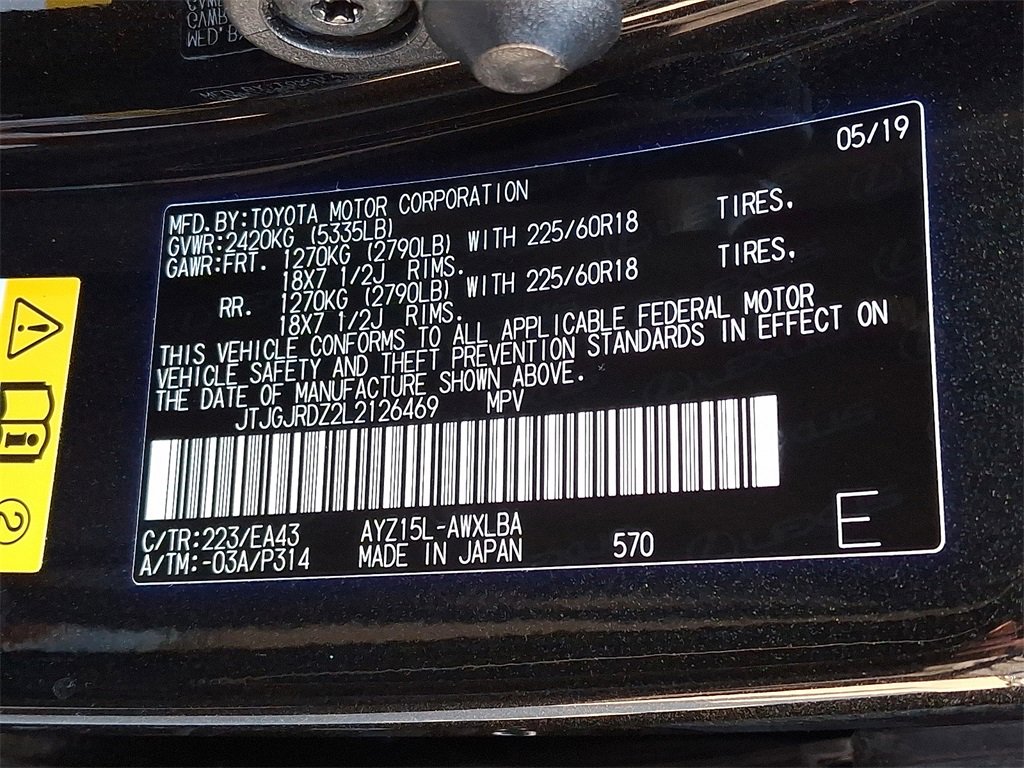 05/19
MFD.BY:TOYOTA MOTOR CORPORATION
GVWR:2420KG (5335LB)
GAWR:FRT. 1270KG (2790LB) WITH 225/60R18 TIRES,
18X7 1/2J RIMS.
RR. 1270KG (2790LB) WITH 225/60R18 TIRES,
18X7 1/2J RIMS.
THIS VEHICLE CONFORMS TO ALL APPLICABLE FEDERAL MOTOR
VEHICLE SAFETY AND THEFT PREVENTION STANDARDS IN EFFECT ON
THE DATE OF MANUFACTURE SHOWN ABOVE.
JTJGJRDZ2L2126469 MPV
C/TR:223/EA43 AYZ15L-AWXLBA
A/TM:-03A/P314 MADE IN JAPAN 570 E
2